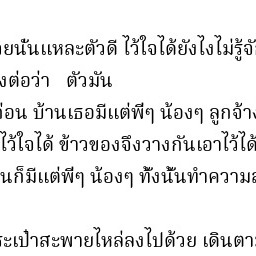 ยนั่นแหละตัวดี ไว้ใจได้ยังไงไม่รู้จั
งต่อว่า ตัวมัน
อ่อน บ้านเธอมีแต่พี่ๆ น้องๆ ลูกจ้าง
ไว้ใจได้ ข้าวของจึงวางกันเอาไว้ได้
นก็มีแต่พี่ๆ น้องๆ ทั้งนั้นทำความส
ระเป๋าสะพายไหล่ลงไปด้วย เดินตา